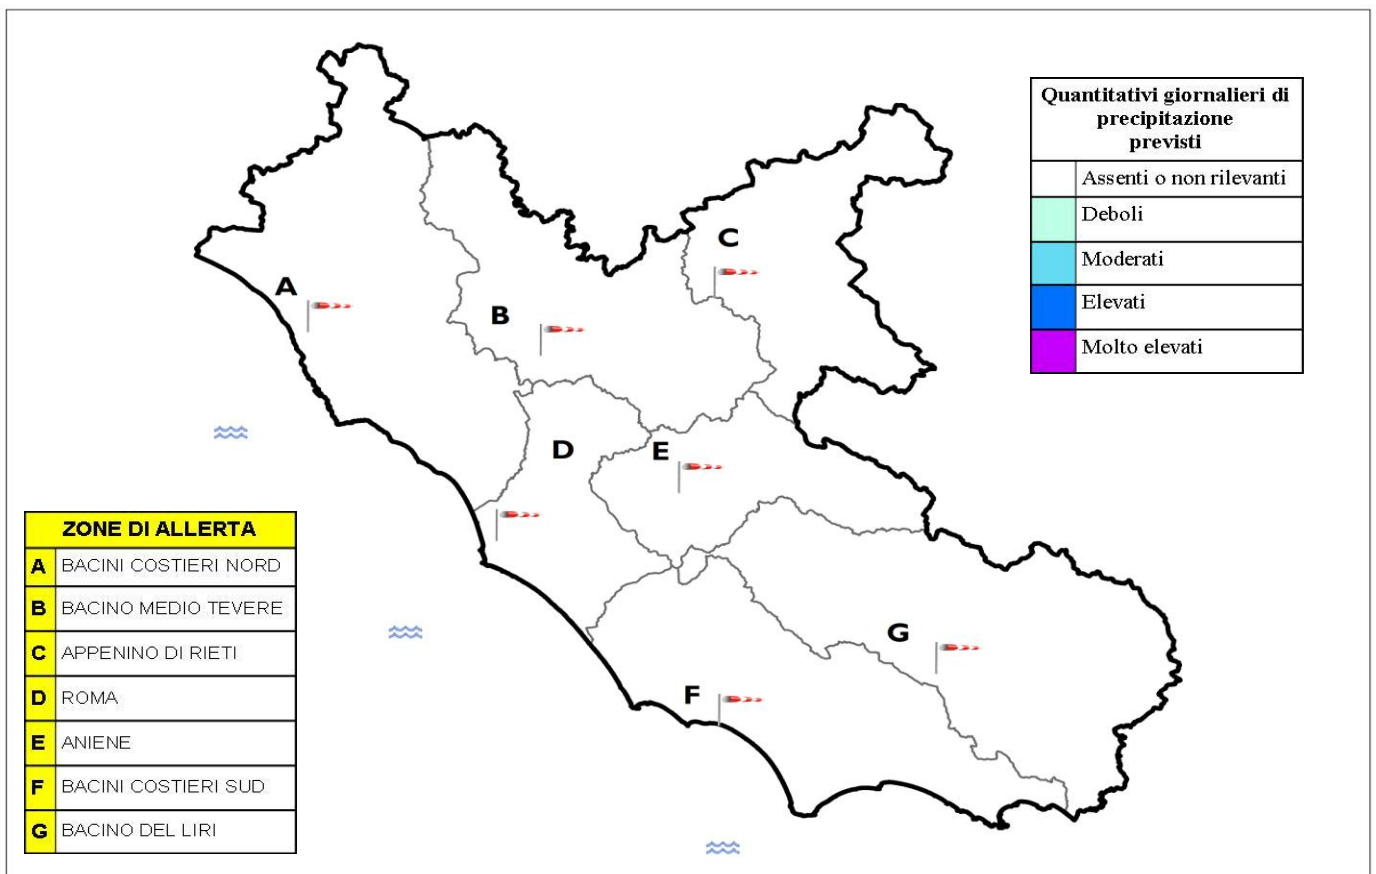 Quantitativi giornalieri di
precipitazione
previsti
Assenti o non rilevanti
Deboli
Moderati
Elevati
Molto elevati
C
A
B
D
E
G
F
ZONE DI ALLERTA
A BACINI COSTIERI NORD
B BACINO MEDIO TEVERE
C APPENINO DI RIETI
D ROMA
E ANIENE
F BACINI COSTIERI SUD
G BACINO DEL LIRI